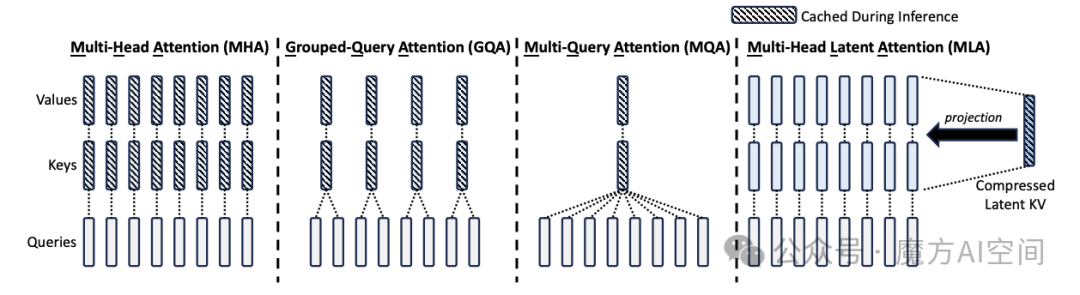 Cached During Inference
Multi-Head Attention (MHA)
Grouped-Query Attention (GQA)
Multi-Query Attention (MQA)
Multi-Head Latent Attention (MLA)
Values
Keys
Queries
projection
Compressed
Latent KV
公众号 · 魔方AI空间